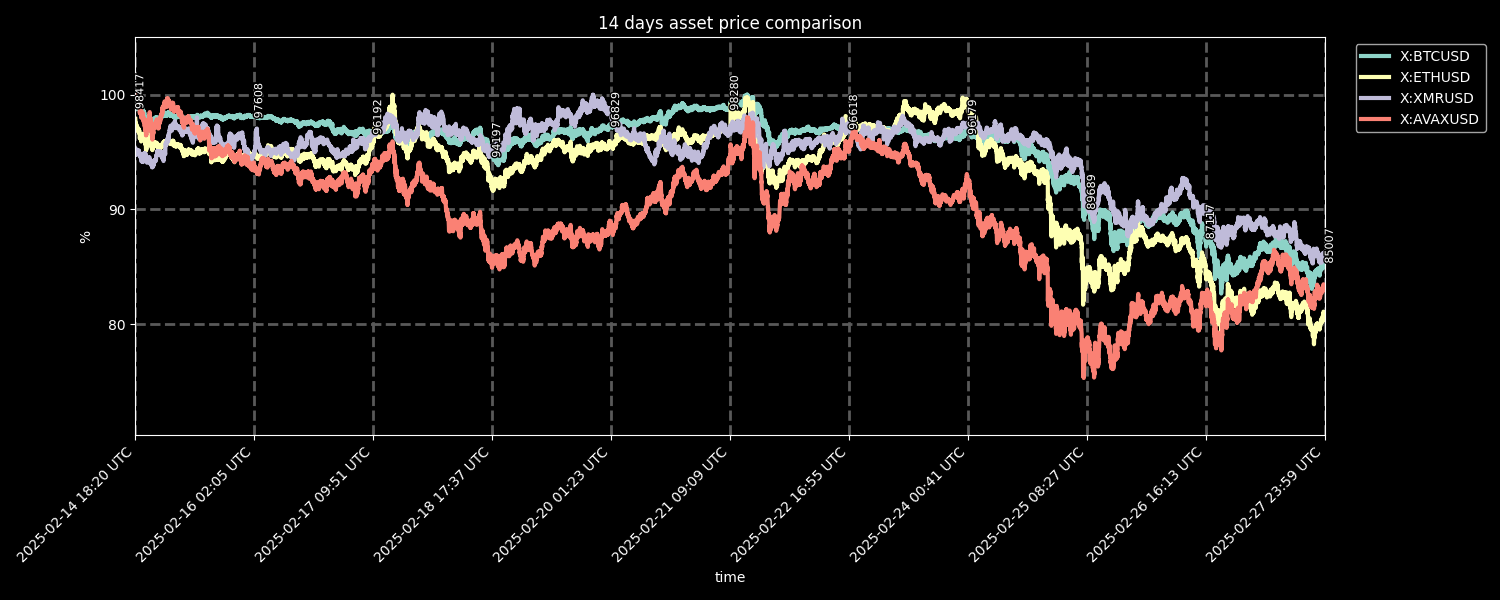 14 days asset price comparison
X:BTCUSD
X:ETHUSD
X:XMRUSD
X:AVAXUSD
100
90
80
%
98417
97608
96192
94197
96829
98280
96618
96179
89689
87117
85007
2025-02-14 18:20 UTC
2025-02-16 02:05 UTC
2025-02-17 09:51 UTC
2025-02-18 17:37 UTC
2025-02-20 01:23 UTC
2025-02-21 09:09 UTC
2025-02-22 16:55 UTC
2025-02-24 00:41 UTC
2025-02-25 08:27 UTC
2025-02-26 16:13 UTC
2025-02-27 23:59 UTC
time